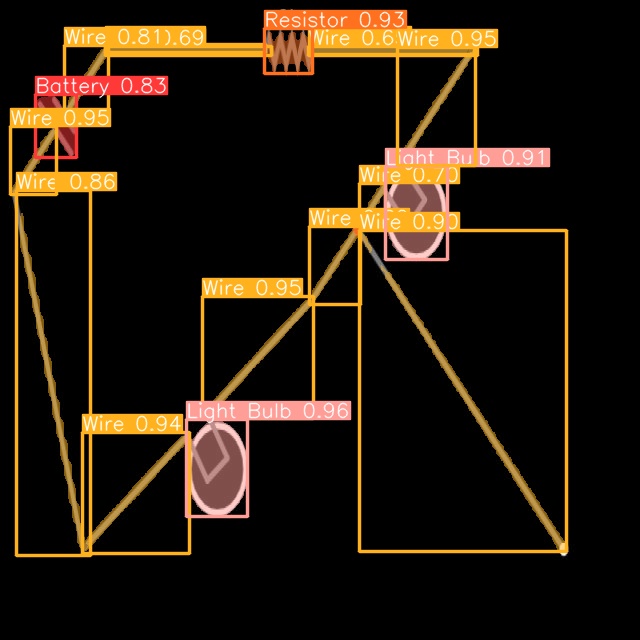 Resistor 0.93
Wire 0.81).69
Wire 0.6
Wire 0.95
Battery 0.83
Wire 0.95
Light Bulb 0.91
Wire 0.70
Wire 0.86
Wire
Wire 0.90
Wire 0.95
Light Bulb 0.96
Wire 0.94